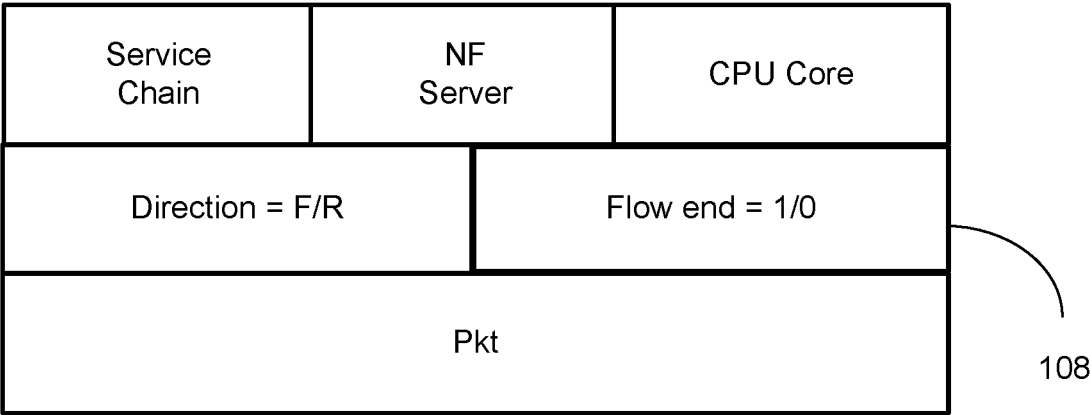 Service
Chain
NF
Server
CPU Core
Direction = F/R
Flow end = 1/0
Pkt
108